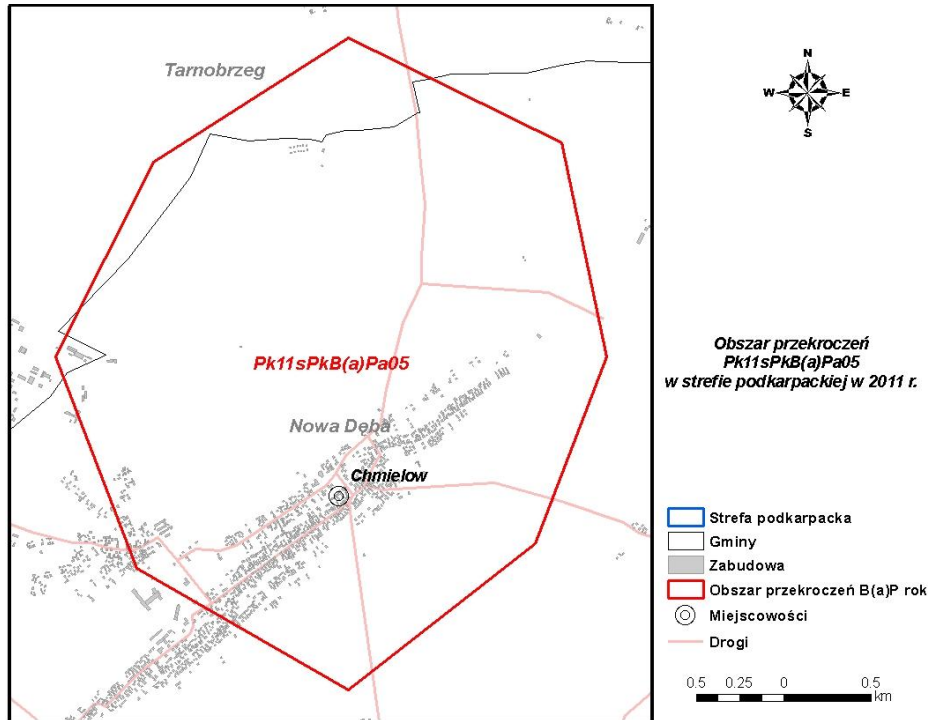 Tarnobrzeg
Pk11sPkB(a)Pa05
Nowa Dęba
Chmielow
N
W E
S
Obszar przekroczeń
Pk11sPkB(a)Pa05
w strefie podkarpackiej w 2011 r.
Strefa podkarpacka
Gminy
Zabudowa
Obszar przekroczeń B(a)P rok
Miejscowości
Drogi
0.5 0.25 0 0.5
km